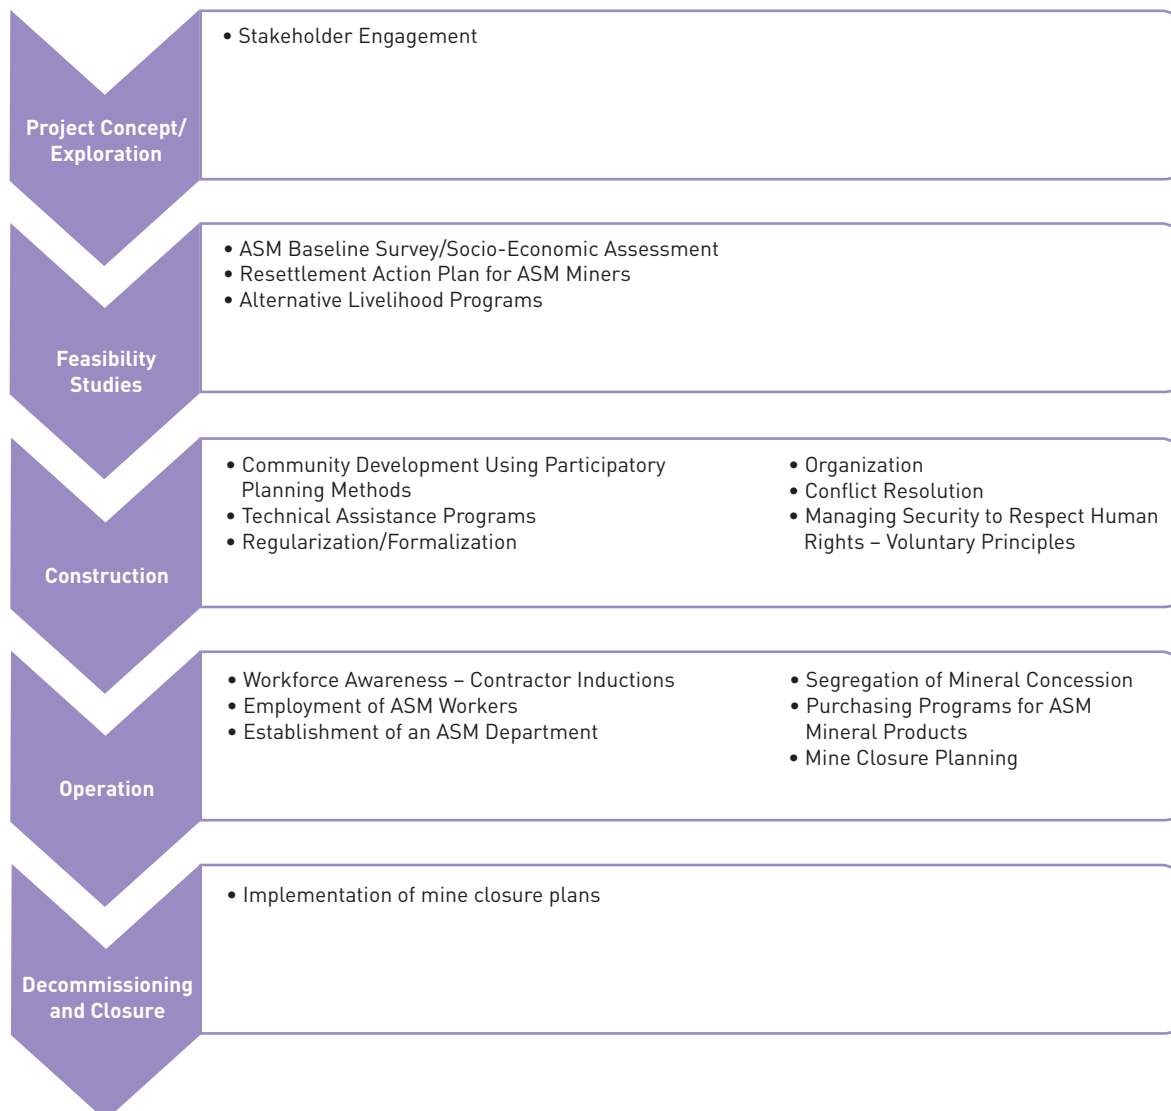 Project Concept/
Exploration
• Stakeholder Engagement
Feasibility
Studies
• ASM Baseline Survey/Socio-Economic Assessment
• Resettlement Action Plan for ASM Miners
• Alternative Livelihood Programs
Construction
• Community Development Using Participatory
Planning Methods
• Technical Assistance Programs
• Regularization/Formalization
• Organization
• Conflict Resolution
• Managing Security to Respect Human
Rights – Voluntary Principles
Operation
• Workforce Awareness – Contractor Inductions
• Employment of ASM Workers
• Establishment of an ASM Department
• Segregation of Mineral Concession
• Purchasing Programs for ASM
Mineral Products
• Mine Closure Planning
Decommissioning
and Closure
• Implementation of mine closure plans